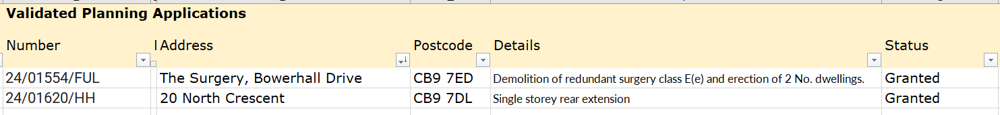 Validated Planning Applications
Number Address Postcode Details Status
24/01554/FUL The Surgery, Bowerhall Drive CB9 7ED Demolition of redundant surgery class E(e) and erection of 2 No. dwellings. Granted
24/01620/HH 20 North Crescent CB9 7DL Single storey rear extension Granted